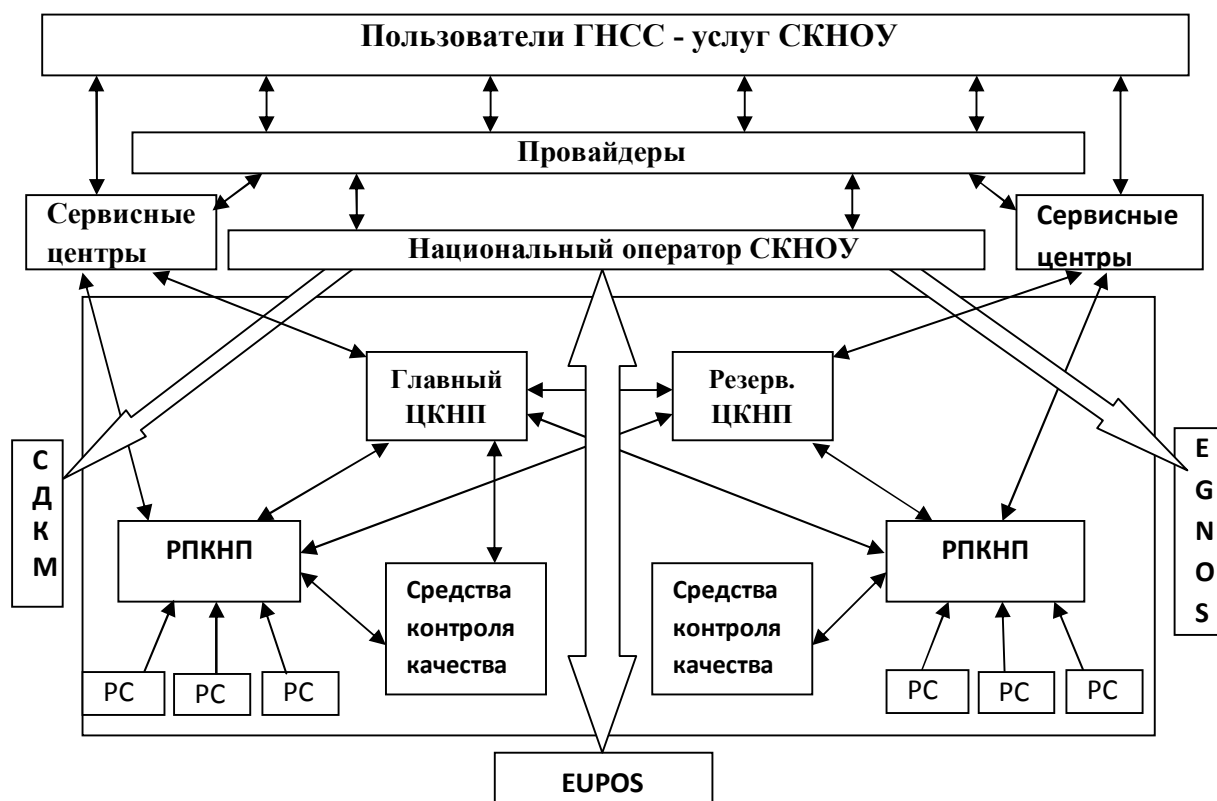 Пользователи ГНСС - услуг СКНОУ
Провайдеры
Сервисные
центры
Национальный оператор СКНОУ
Сервисные
центры
Главный
ЦКНП
Резерв.
ЦКНП
С
Д
К
М
E
G
N
O
S
РПКНП
РПКНП
Средства
контроля
качества
Средства
контроля
качества
РС
РС
РС
РС
РС
РС
EUPOS